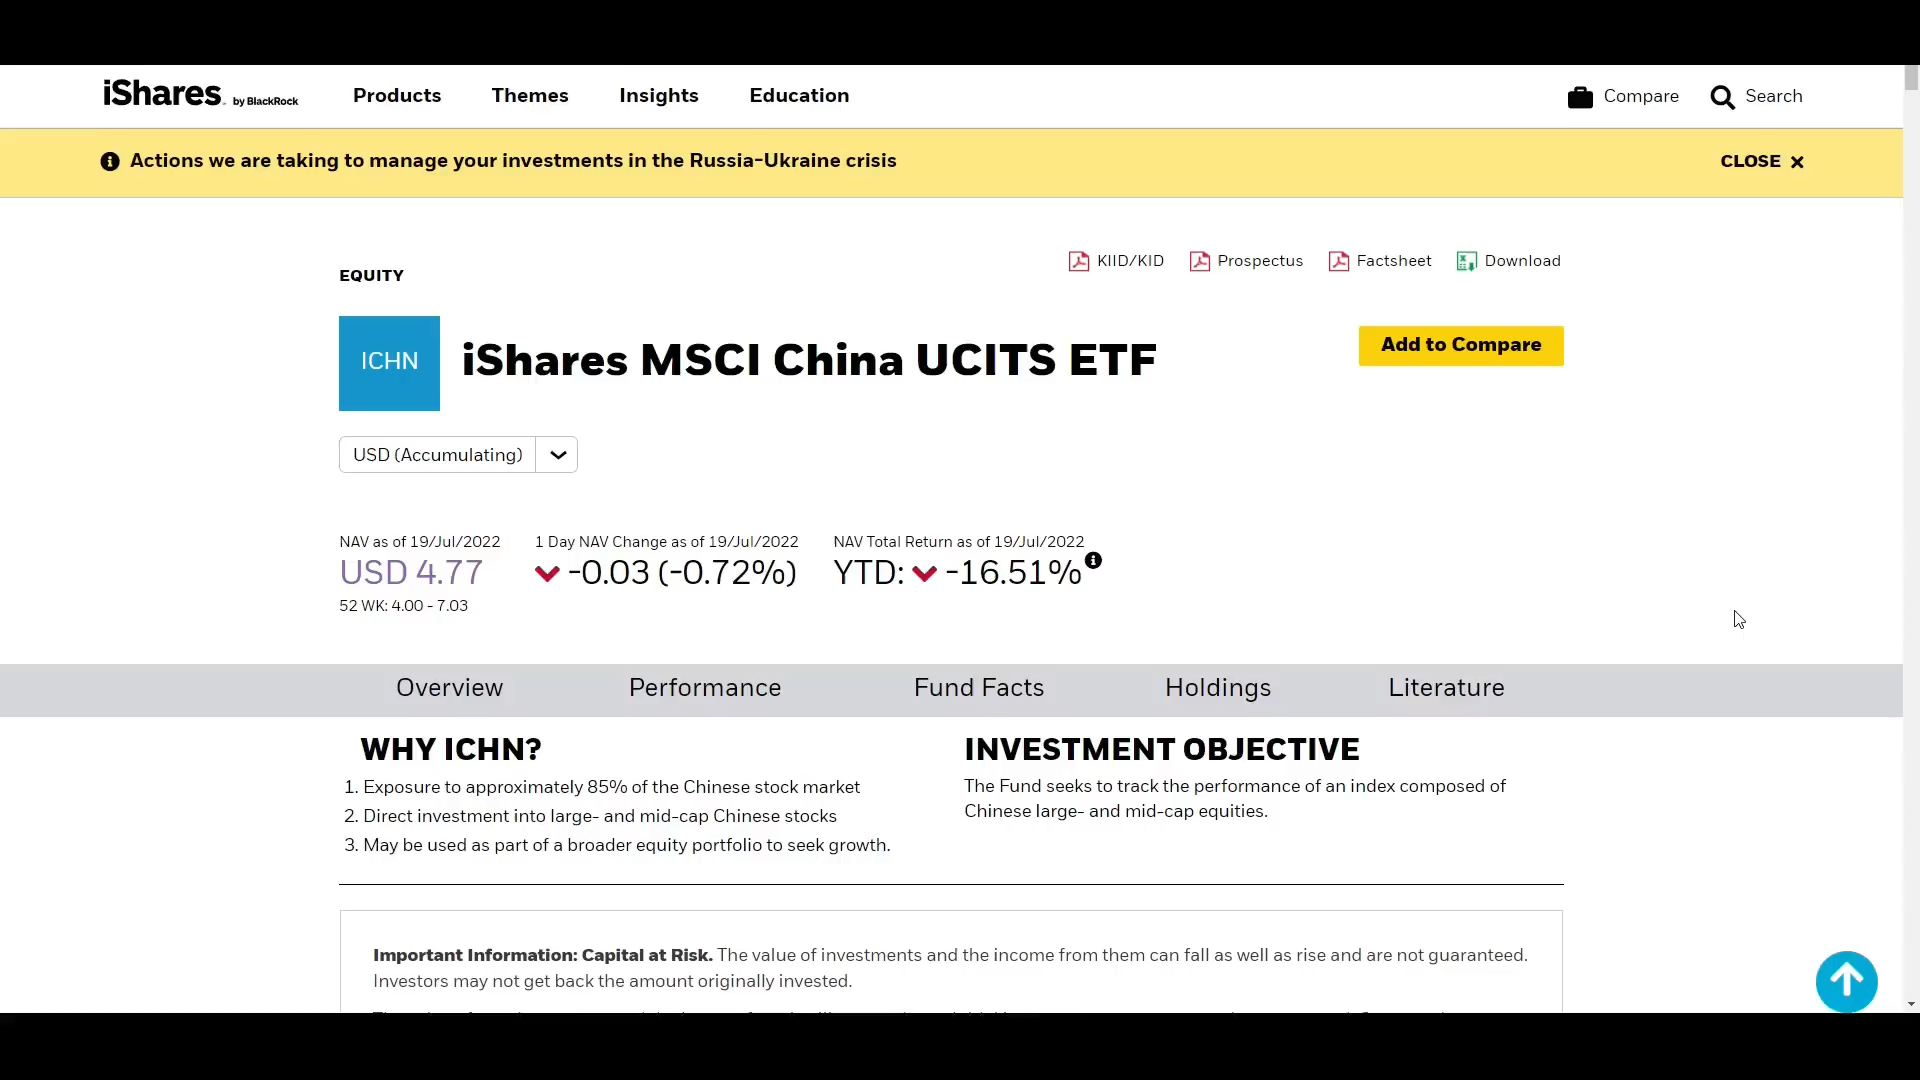 iShares. by BlackRock Products Themes Insights Education Compare Search
Actions we are taking to manage your investments in the Russia-Ukraine crisis CLOSE
KIID/KID Prospectus Factsheet Download
EQUITY
ICHN iShares MSCI China UCITS ETF Add to Compare
USD (Accumulating)
NAV as of 19/Jul/2022 1 Day NAV Change as of 19/Jul/2022 NAV Total Return as of 19/Jul/2022
USD 4.77 -0.03 (-0.72%) YTD: -16.51%
52 WK: 4.00 - 7.03
Overview Performance Fund Facts Holdings Literature
WHY ICHN?
1. Exposure to approximately 85% of the Chinese stock market
2. Direct investment into large- and mid-cap Chinese stocks
3. May be used as part of a broader equity portfolio to seek growth.
INVESTMENT OBJECTIVE
The Fund seeks to track the performance of an index composed of
Chinese large- and mid-cap equities.
Important Information: Capital at Risk. The value of investments and the income from them can fall as well as rise and are not guaranteed.
Investors may not get back the amount originally invested.